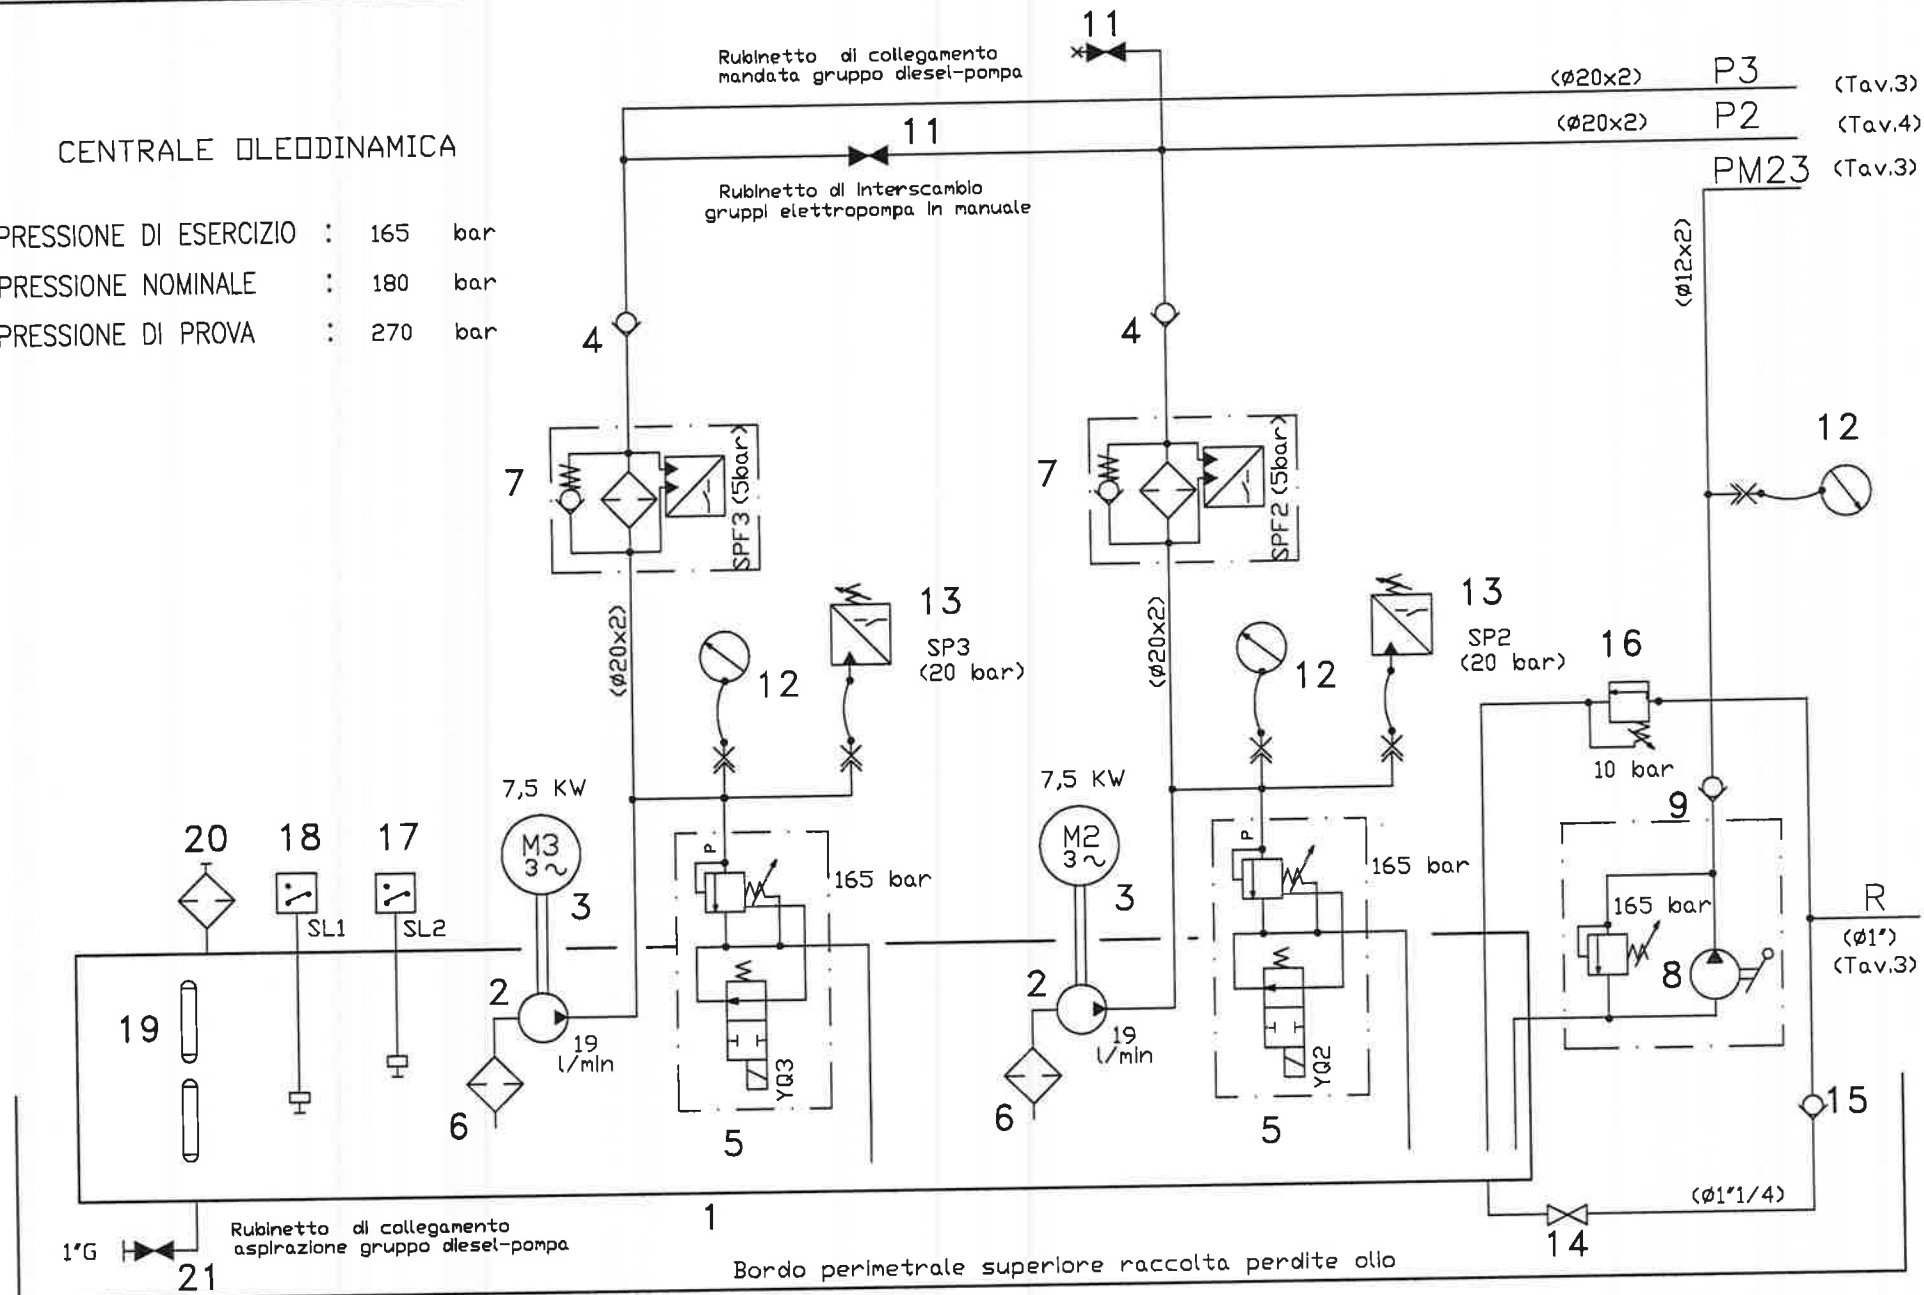 11
Rubinetto di collegamento
mandata gruppo diesel-pompa
(ø20x2) P3 (Tav.3)
(ø20x2) P2 (Tav.4)
PM23 (Tav.3)
11
Rubinetto di interscambio
gruppi elettropompa in manuale
CENTRALE OLEODINAMICA
PRESSIONE DI ESERCIZIO : 165 bar
PRESSIONE NOMINALE : 180 bar
PRESSIONE DI PROVA : 270 bar
(ø12x2)
4
4
12
7
SPF3 (5bar)
7
SPF2 (5bar)
(ø20x2)
12
13
SP3
(20 bar)
(ø20x2)
12
13
SP2
(20 bar)
16
10 bar
9
7,5 KW
M3
3~
3
7,5 KW
M2
3~
3
P
165 bar
P
165 bar
20
18
SL1
17
SL2
165 bar
8
R
(ø1")
(Tav.3)
19
2
19
l/min
6
YQ3
5
2
19
l/min
6
YQ2
5
15
(ø1"1/4)
14
1
1"G
21
Rubinetto di collegamento
aspirazione gruppo diesel-pompa
Bordo perimetrale superiore raccolta perdite olio